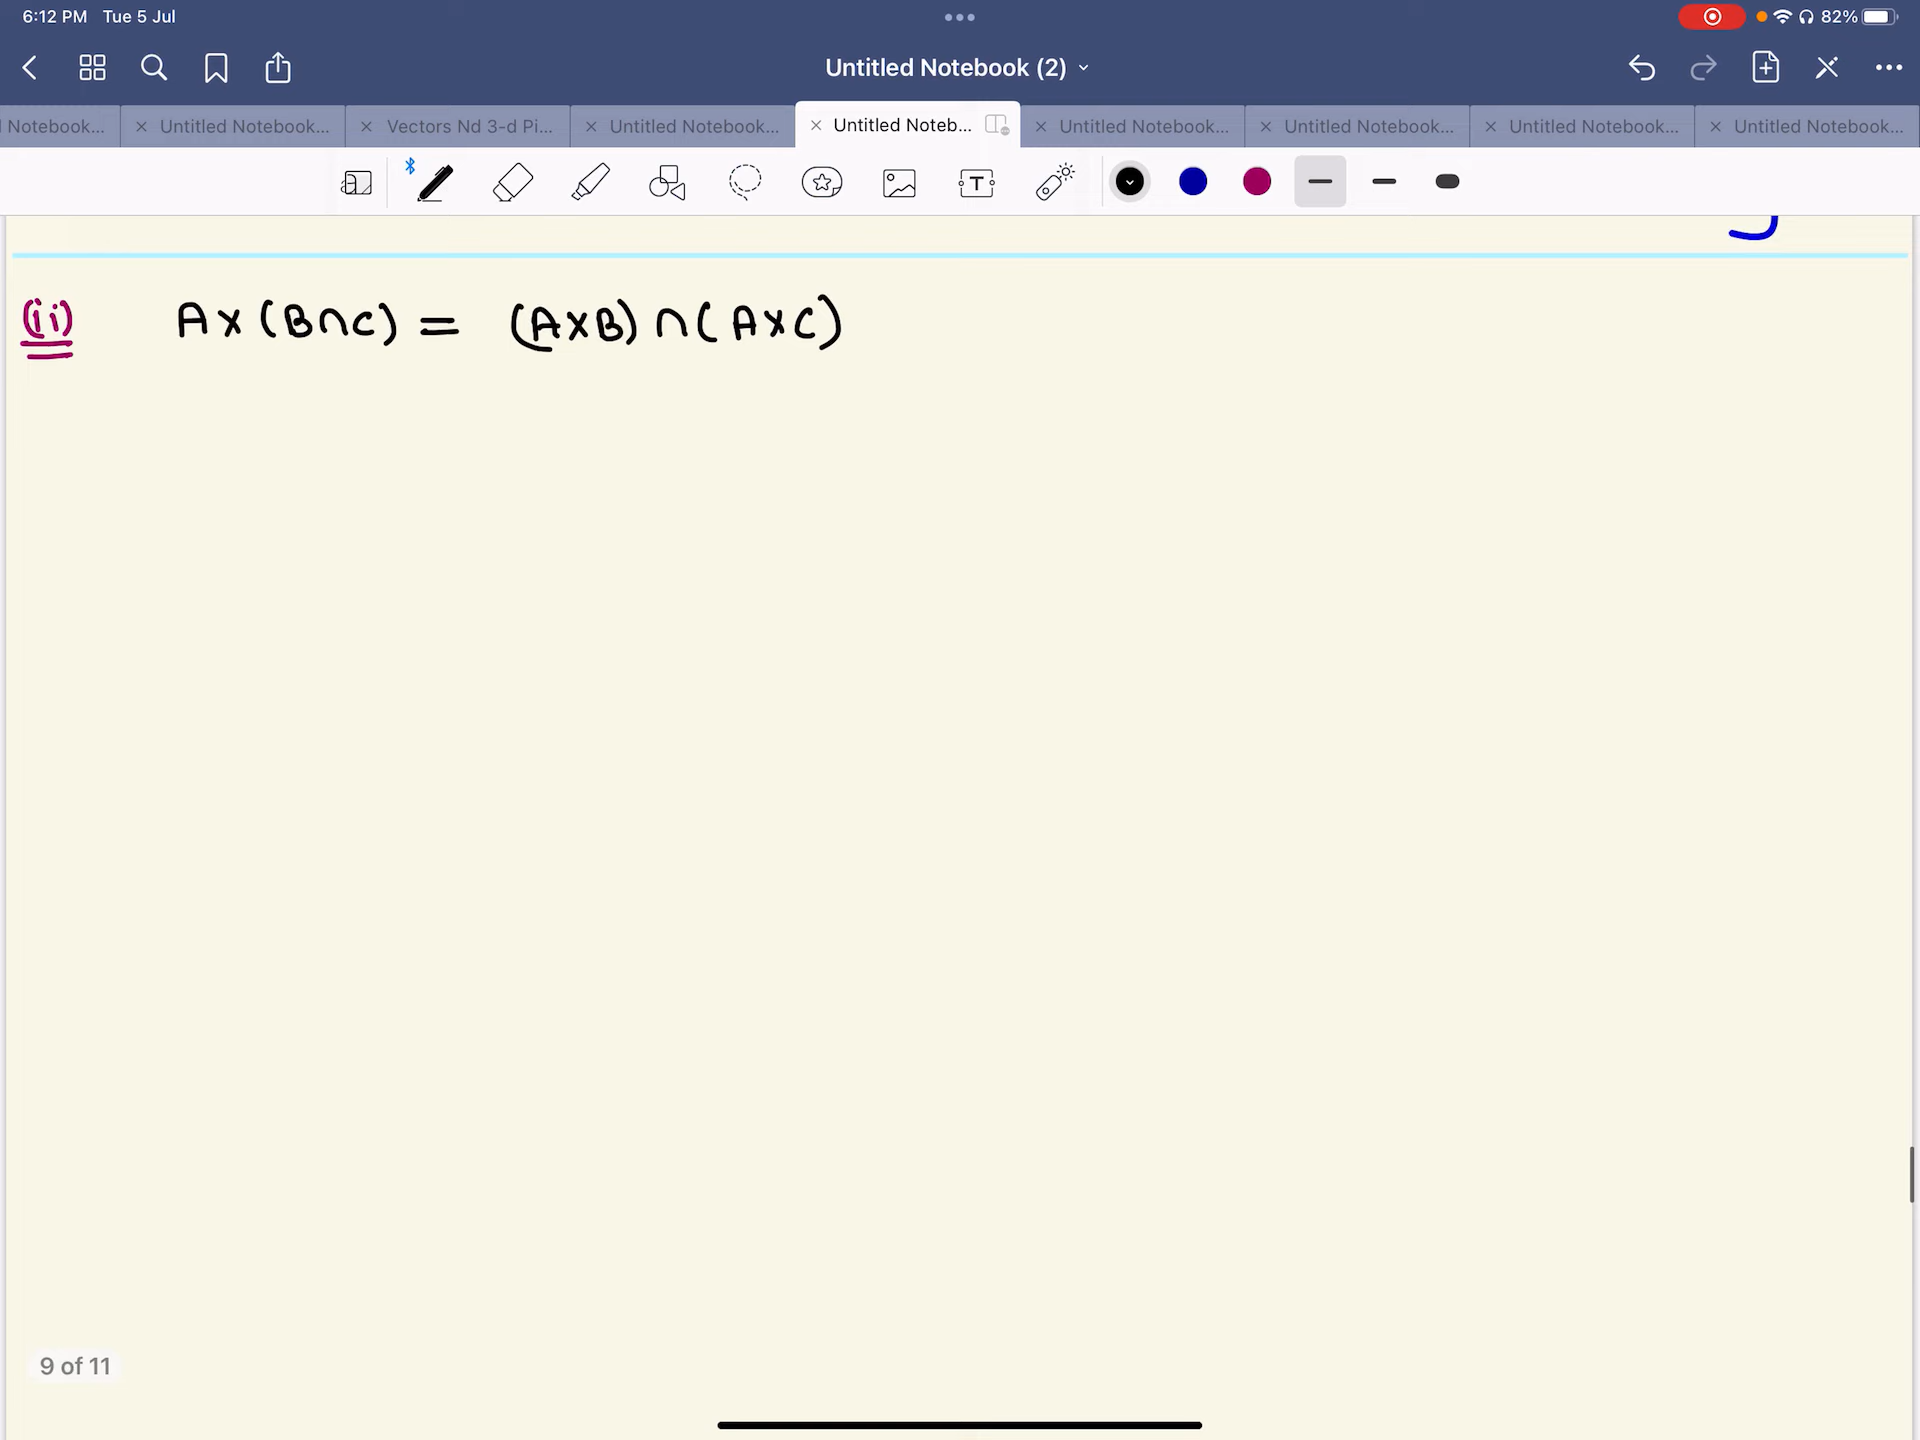 6:12 PM Tue 5 Jul
82%
Untitled Notebook (2)
Notebook...
Untitled Notebook...
Vectors Nd 3-d Pi...
Untitled Notebook...
Untitled Noteb...
Untitled Notebook...
Untitled Notebook...
Untitled Notebook...
Untitled Notebook...
(ii) A×(B∩C) = (A×B)∩(A×C)
9 of 11